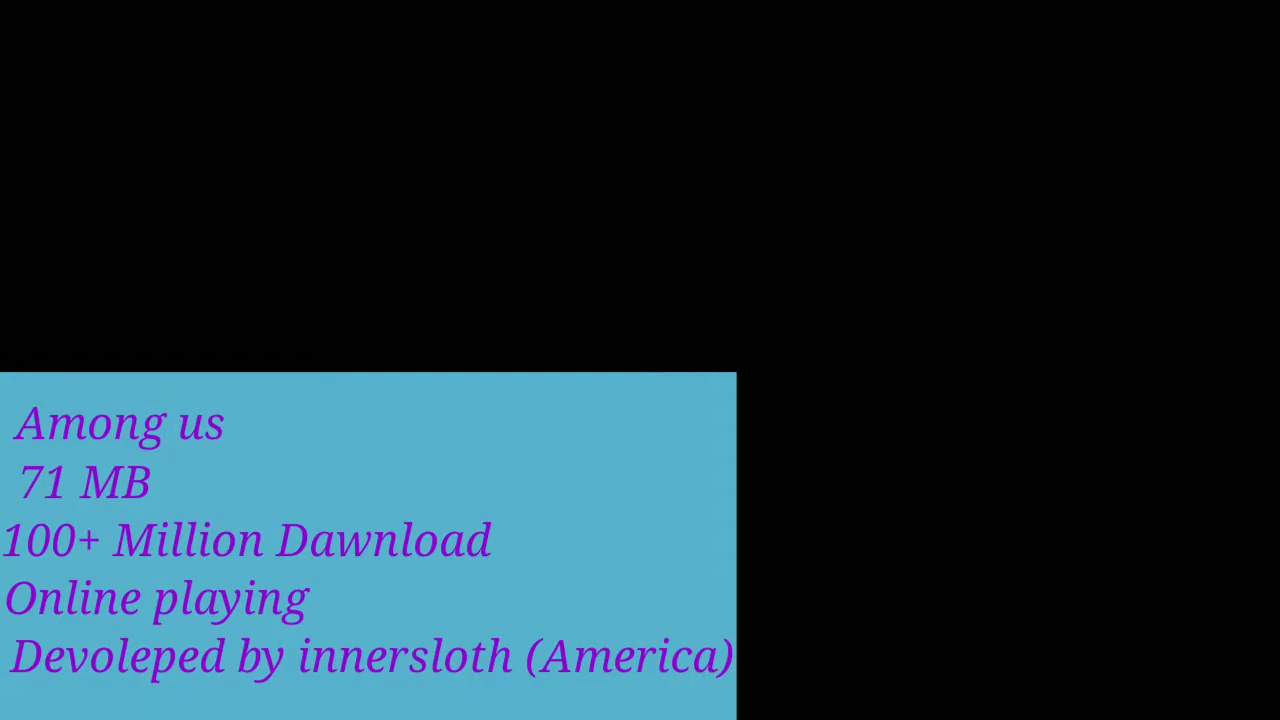 Among us
71 MB
100+ Million Dawnload
Online playing
Devoleped by innersloth (America)